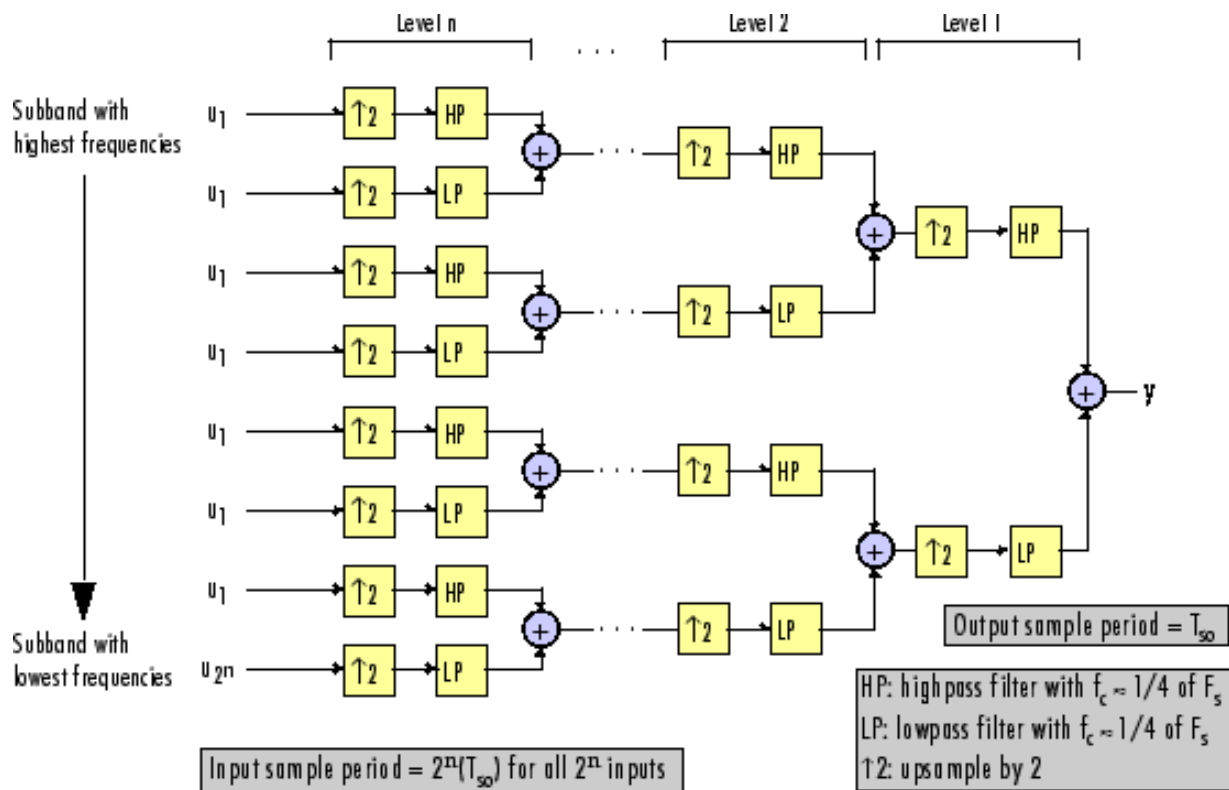 Level n
. . .
Level 2
Level 1
Subband with
highest frequencies
u1
↑2
HP
+
. . .
↑2
HP
u1
↑2
LP
+
↑2
HP
u1
↑2
HP
+
. . .
↑2
LP
u1
↑2
LP
+
y
u1
↑2
HP
+
. . .
↑2
HP
u1
↑2
LP
+
↑2
LP
u1
↑2
HP
+
. . .
↑2
LP
Subband with
lowest frequencies
u2n
↑2
LP
Output sample period = Tso
HP: highpass filter with fc ≈ 1/4 of Fs
LP: lowpass filter with fc ≈ 1/4 of Fs
↑2: upsample by 2
Input sample period = 2ⁿ(Tso) for all 2ⁿ inputs